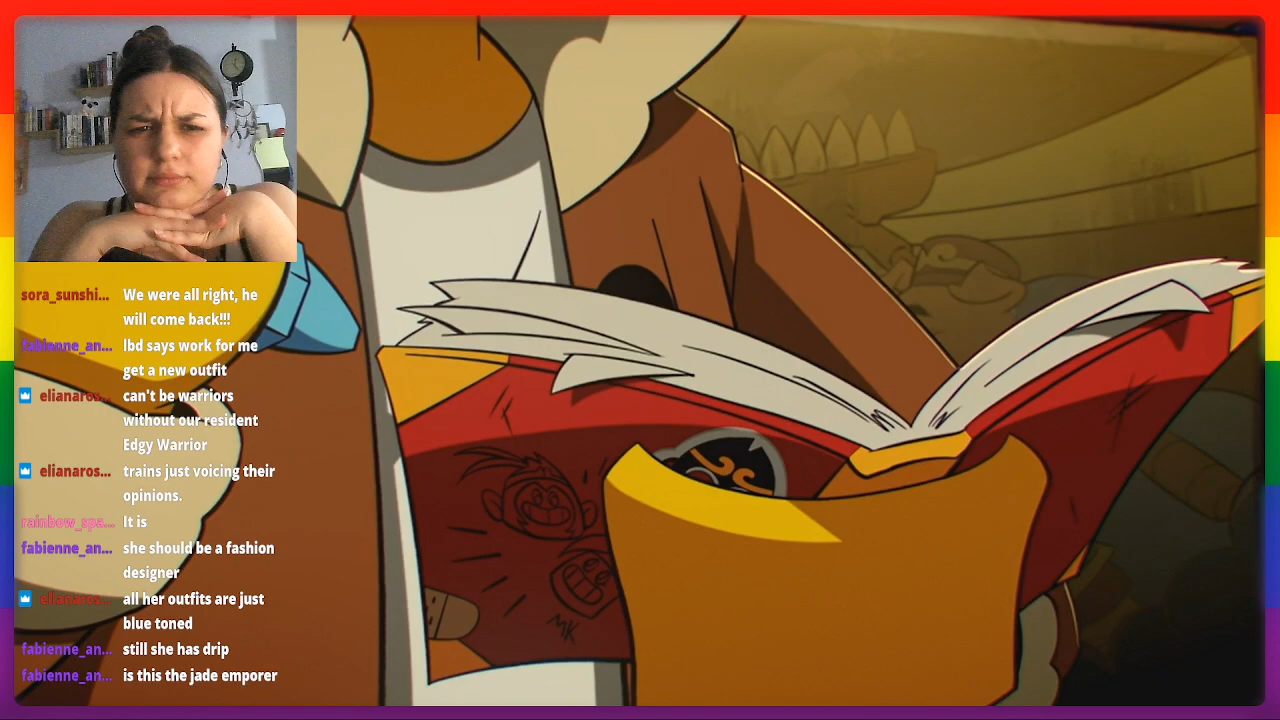 sora_sunshi... We were all right, he
will come back!!!
fabienne_an... lbd says work for me
get a new outfit
elianaros... can't be warriors
without our resident
Edgy Warrior
elianaros... trains just voicing their
opinions.
rainbow_spa... It is
fabienne_an... she should be a fashion
designer
elianaros... all her outfits are just
blue toned
fabienne_an... still she has drip
fabienne_an... is this the jade emporer
MK